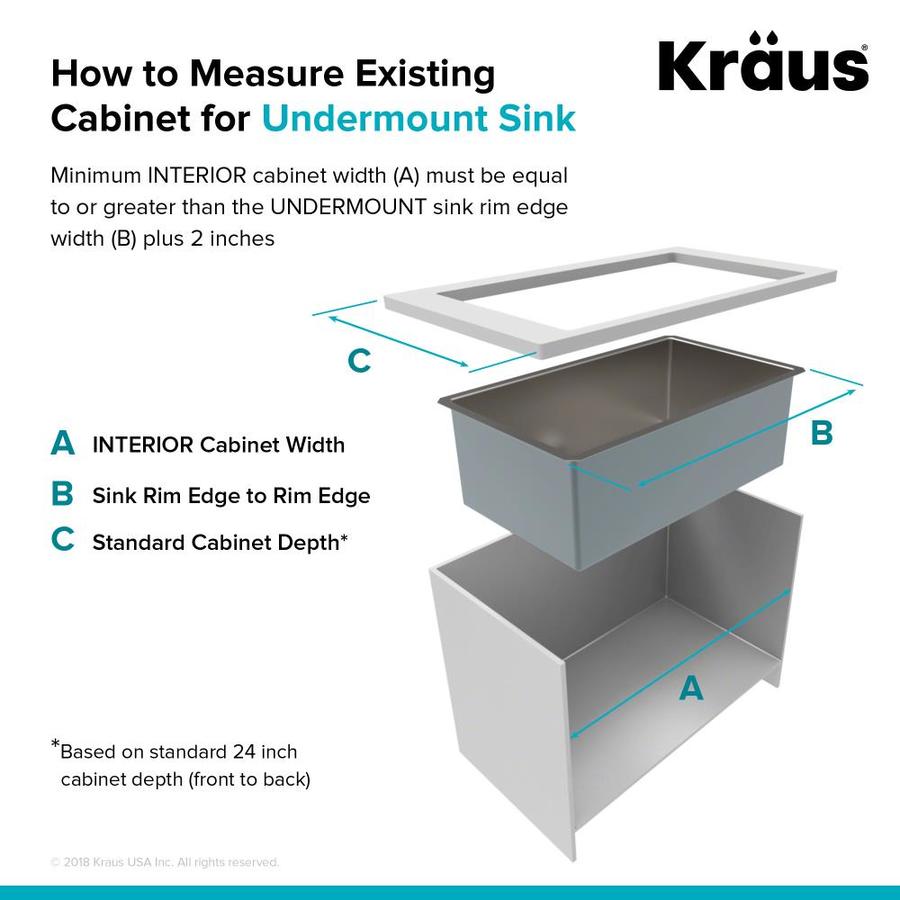 How to Measure Existing
Cabinet for Undermount Sink
Kräus®
Minimum INTERIOR cabinet width (A) must be equal
to or greater than the UNDERMOUNT sink rim edge
width (B) plus 2 inches
C
B
A INTERIOR Cabinet Width
B Sink Rim Edge to Rim Edge
C Standard Cabinet Depth*
A
*Based on standard 24 inch
cabinet depth (front to back)
© 2018 Kraus USA Inc. All rights reserved.